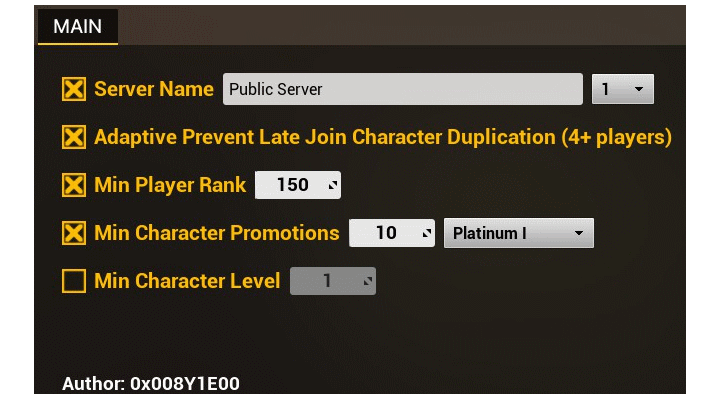 MAIN
Server Name Public Server 1
Adaptive Prevent Late Join Character Duplication (4+ players)
Min Player Rank 150
Min Character Promotions 10 Platinum I
Min Character Level 1
Author: 0x008Y1E00